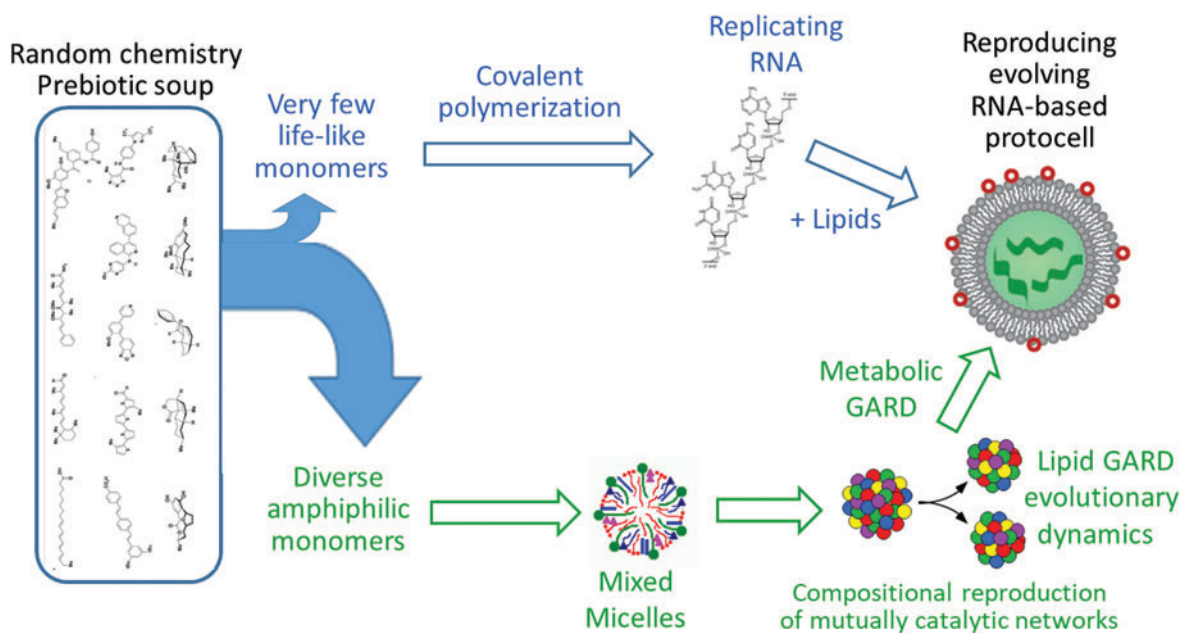 Random chemistry
Prebiotic soup
Very few
life-like
monomers
Covalent
polymerization
Replicating
RNA
+ Lipids
Reproducing
evolving
RNA-based
protocell
Diverse
amphiphilic
monomers
Mixed
Micelles
Metabolic
GARD
Lipid GARD
evolutionary
dynamics
Compositional reproduction
of mutually catalytic networks